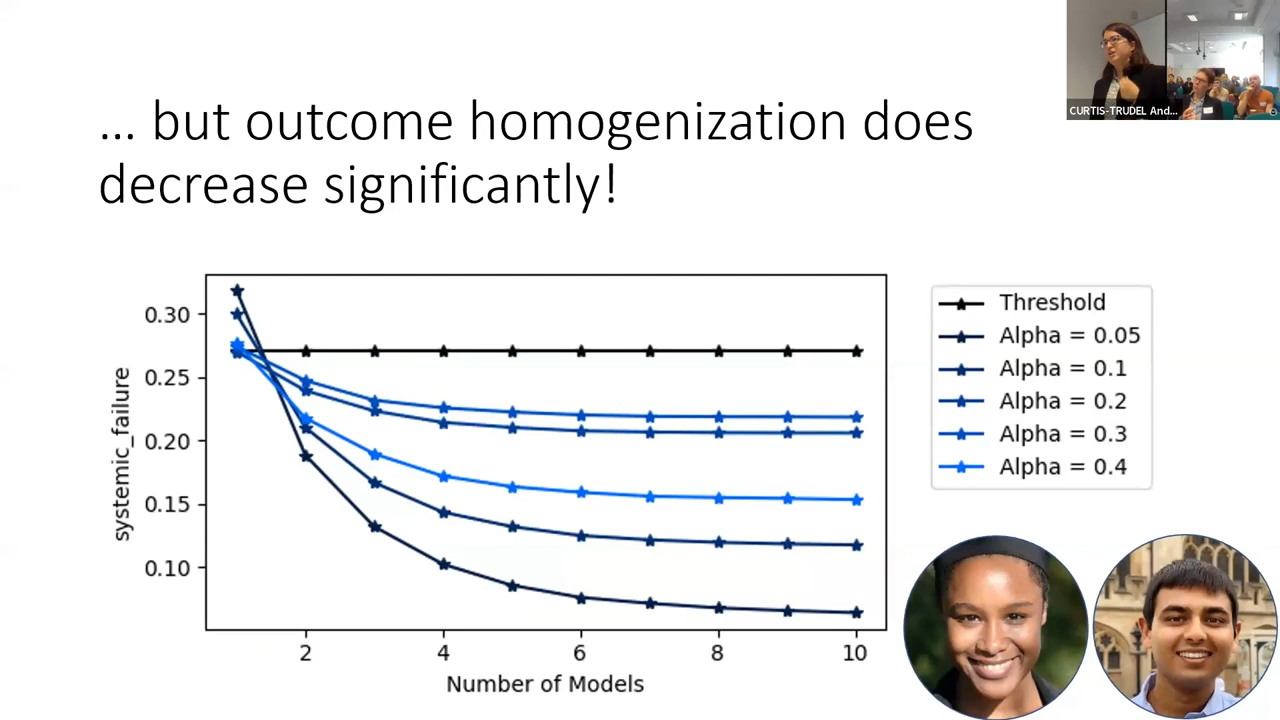 CURTIS-TRUDEL And...
... but outcome homogenization does
decrease significantly!
systemic_failure
0.30
0.25
0.20
0.15
0.10
2 4 6 8 10
Number of Models
Threshold
Alpha = 0.05
Alpha = 0.1
Alpha = 0.2
Alpha = 0.3
Alpha = 0.4